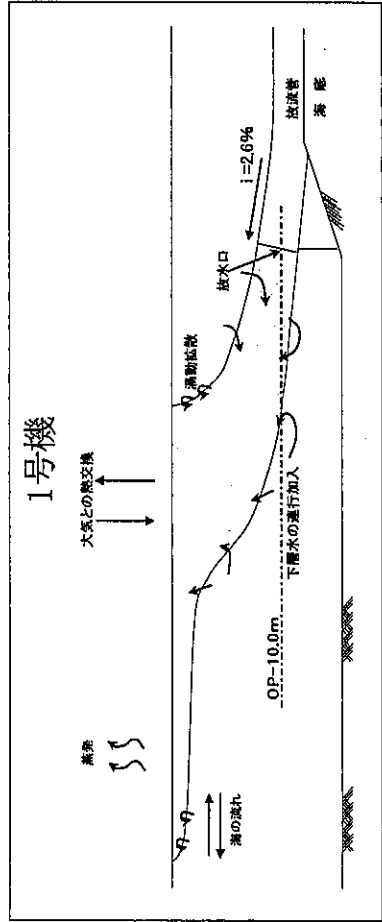 1号機
蒸発
大気との熱交換
渦動拡散
i=2.6%
放水口
放流管
海底
OP-10.0m
下層水の連行加入
海の流れ